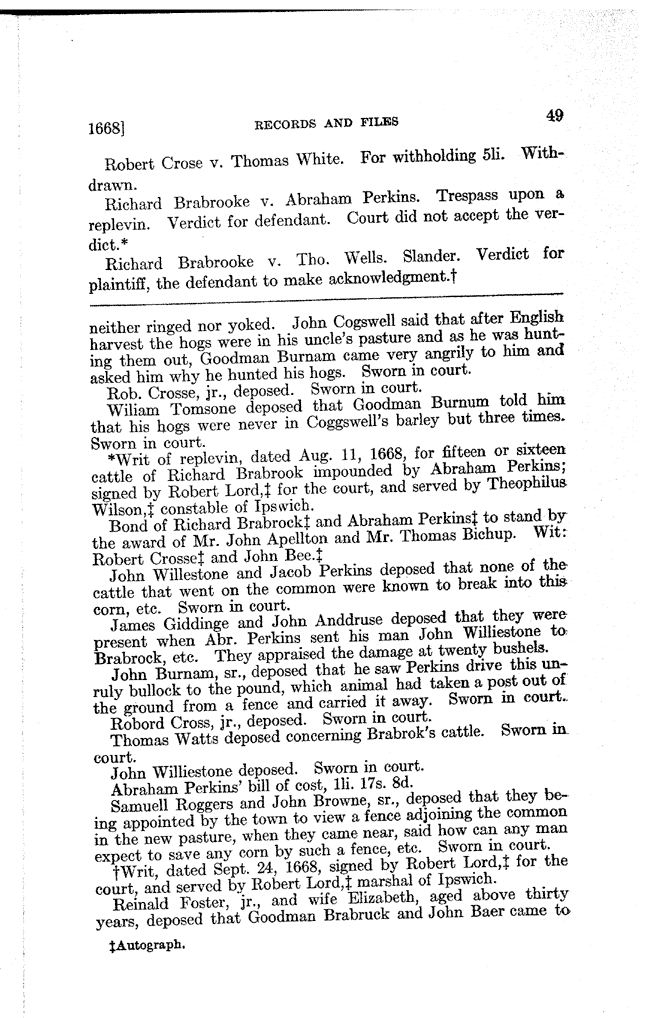 1668]
RECORDS AND FILES
49
Robert Crose v. Thomas White. For withholding 5li. With-
drawn.
Richard Brabrooke v. Abraham Perkins. Trespass upon a
replevin. Verdict for defendant. Court did not accept the ver-
dict.*
Richard Brabrooke v. Tho. Wells. Slander. Verdict for
plaintiff, the defendant to make acknowledgment.†
neither ringed nor yoked. John Cogswell said that after English
harvest the hogs were in his uncle's pasture and as he was hunt-
ing them out, Goodman Burnam came very angrily to him and
asked him why he hunted his hogs. Sworn in court.
Rob. Crosse, jr., deposed. Sworn in court.
Wiliam Tomsone deposed that Goodman Burnum told him
that his hogs were never in Coggswell's barley but three times.
Sworn in court.
*Writ of replevin, dated Aug. 11, 1668, for fifteen or sixteen
cattle of Richard Brabrook impounded by Abraham Perkins;
signed by Robert Lord,‡ for the court, and served by Theophilus
Wilson,‡ constable of Ipswich.
Bond of Richard Brabrock‡ and Abraham Perkins‡ to stand by
the award of Mr. John Apellton and Mr. Thomas Bichup. Wit:
Robert Crosse‡ and John Bee.‡
John Willestone and Jacob Perkins deposed that none of the
cattle that went on the common were known to break into this
corn, etc. Sworn in court.
James Giddinge and John Anddruse deposed that they were
present when Abr. Perkins sent his man John Williestone to
Brabrock, etc. They appraised the damage at twenty bushels.
John Burnam, sr., deposed that he saw Perkins drive this un-
ruly bullock to the pound, which animal had taken a post out of
the ground from a fence and carried it away. Sworn in court.
Robord Cross, jr., deposed. Sworn in court.
Thomas Watts deposed concerning Brabrok's cattle. Sworn in
court.
John Williestone deposed. Sworn in court.
Abraham Perkins' bill of cost, 1li. 17s. 8d.
Samuell Roggers and John Browne, sr., deposed that they be-
ing appointed by the town to view a fence adjoining the common
in the new pasture, when they came near, said how can any man
expect to save any corn by such a fence, etc. Sworn in court.
†Writ, dated Sept. 24, 1668, signed by Robert Lord,‡ for the
court, and served by Robert Lord,‡ marshal of Ipswich.
Reinald Foster, jr., and wife Elizabeth, aged above thirty
years, deposed that Goodman Brabruck and John Baer came to
‡Autograph.